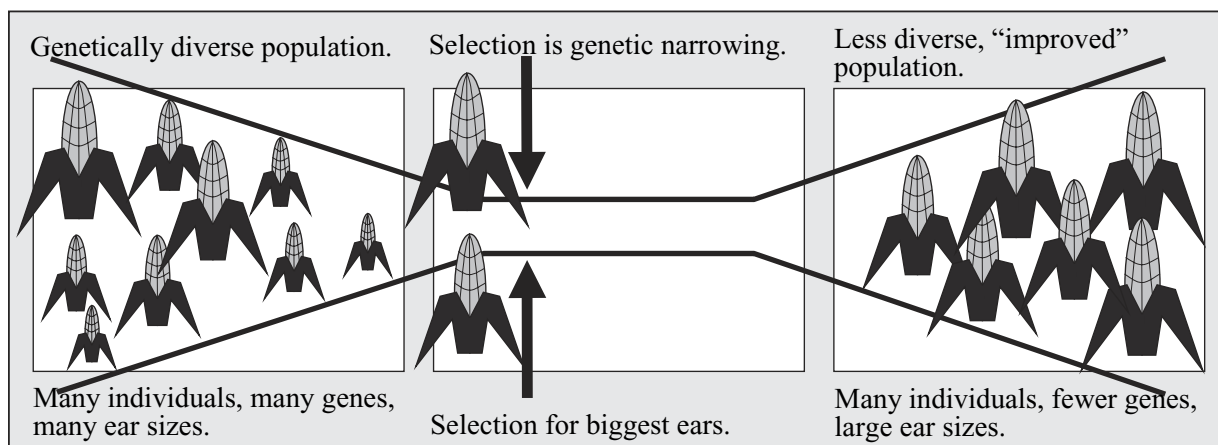 Genetically diverse population.
Selection is genetic narrowing.
Less diverse, “improved”
population.
Many individuals, many genes,
many ear sizes.
Selection for biggest ears.
Many individuals, fewer genes,
large ear sizes.